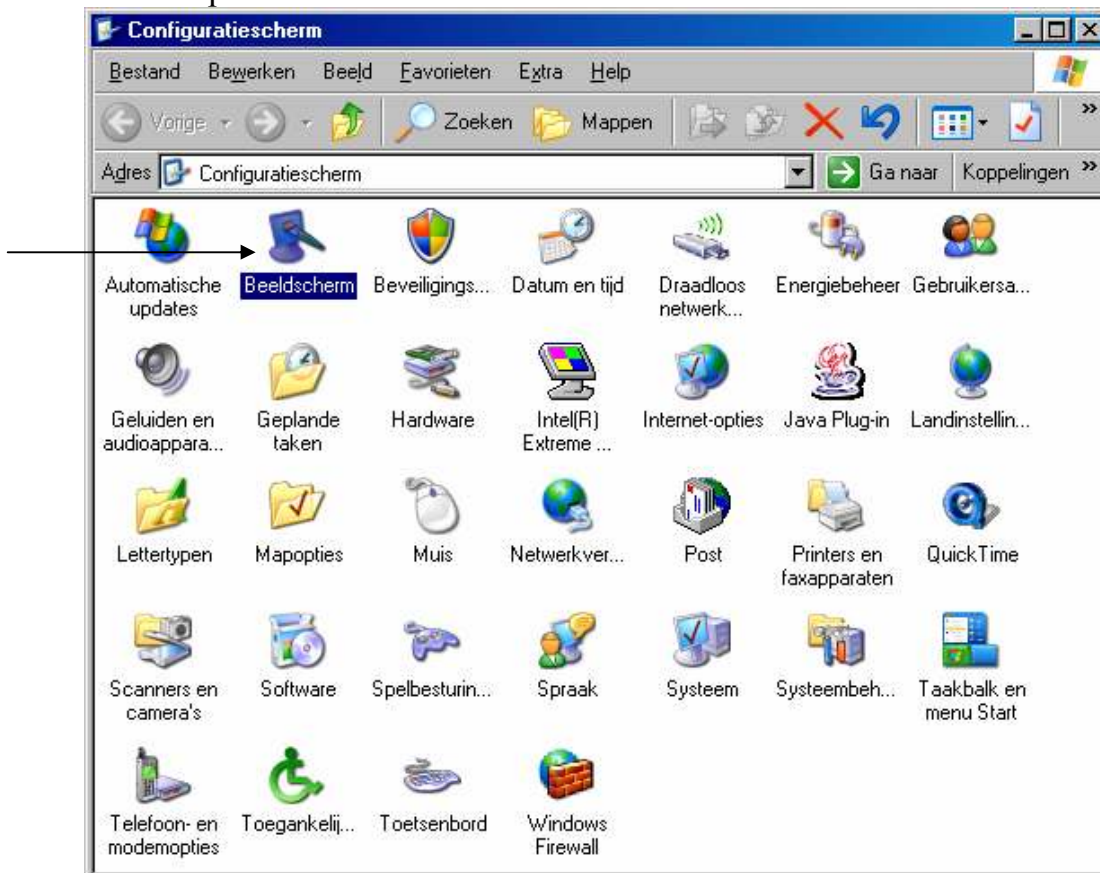 Configuratiescherm
Bestand Bewerken Beeld Favorieten Extra Help
Vorige Zoeken Mappen »
Adres Configuratiescherm Ga naar Koppelingen »
Automatische updates
Beeldscherm
Beveiligings...
Datum en tijd
Draadloos netwerk...
Energiebeheer
Gebruikersa...
Geluiden en audioappara...
Geplande taken
Hardware
Intel(R) Extreme ...
Internet-opties
Java Plug-in
Landinstellin...
Lettertypen
Mapopties
Muis
Netwerkver...
Post
Printers en faxapparaten
QuickTime
Scanners en camera's
Software
Spelbesturin...
Spraak
Systeem
Systeembeh...
Taakbalk en menu Start
Telefoon- en modemopties
Toegankelij...
Toetsenbord
Windows Firewall